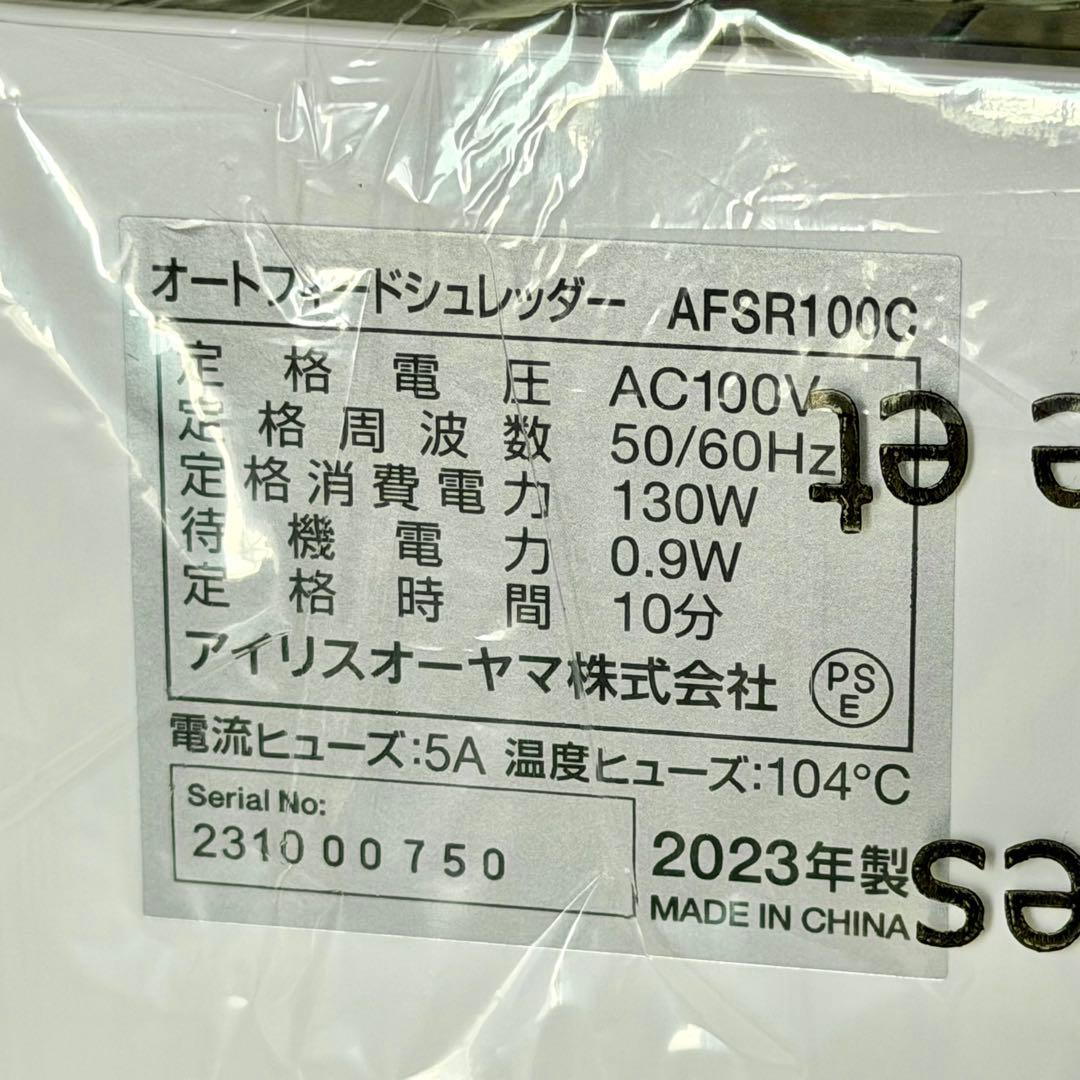 オートフィードシュレッダー AFSR100C
定格電圧 AC100V
定格周波数 50/60Hz
定格消費電力 130W
待機電力 0.9W
定格時間 10分
アイリスオーヤマ株式会社 PSE
電流ヒューズ:5A 温度ヒューズ:104°C
Serial No:
231000750
2023年製
MADE IN CHINA